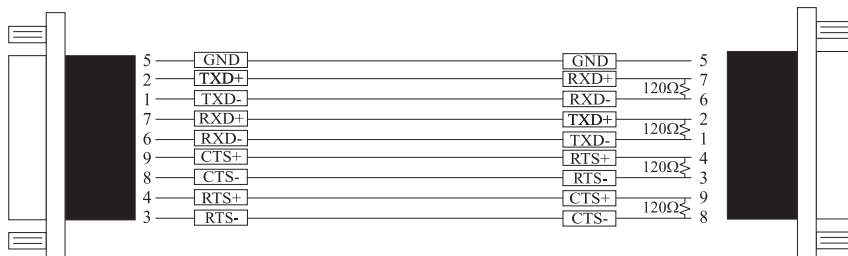 5 GND GND 5
2 TXD+ RXD+ 7
120Ω
1 TXD- RXD- 6
7 RXD+ TXD+ 2
120Ω
6 RXD- TXD- 1
9 CTS+ RTS+ 4
120Ω
8 CTS- RTS- 3
4 RTS+ CTS+ 9
120Ω
3 RTS- CTS- 8